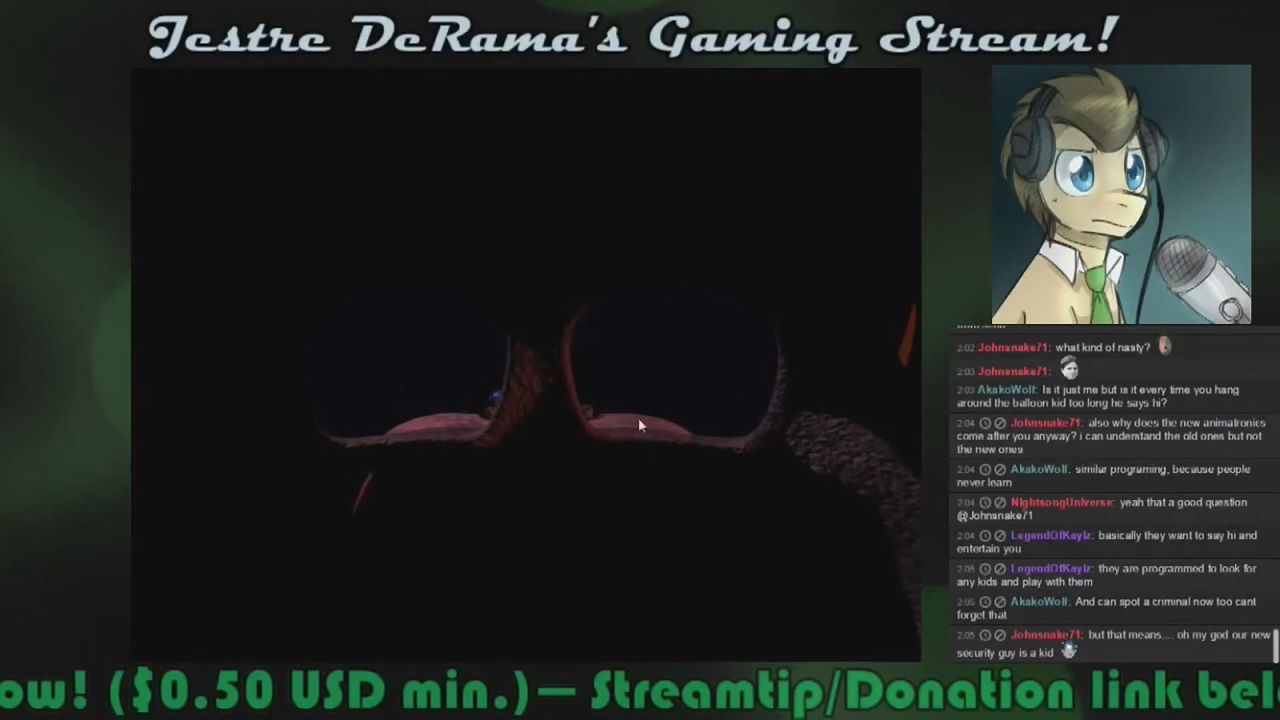 Jestre DeRama's Gaming Stream!
2:02 Johnsnake71: what kind of nasty?
2:03 Johnsnake71:
2:03 AkakoWolf: Is it just me but is it every time you hang
around the balloon kid too long he says hi?
2:04 Johnsnake71: also why does the new animatronics
come after you anyway? i can understand the old ones but not
the new ones
2:04 AkakoWolf: similar programing, because people
never learn
2:04 NightsongUniverse: yeah that a good question
@Johnsnake71
2:04 LegendOfKaylz: basically they want to say hi and
entertain you
2:05 LegendOfKaylz: they are programmed to look for
any kids and play with them
2:05 AkakoWolf: And can spot a criminal now too cant
forget that
2:05 Johnsnake71: but that means.... oh my god our new
security guy is a kid
ow! ($0.50 USD min.) — Streamtip/Donation link bel